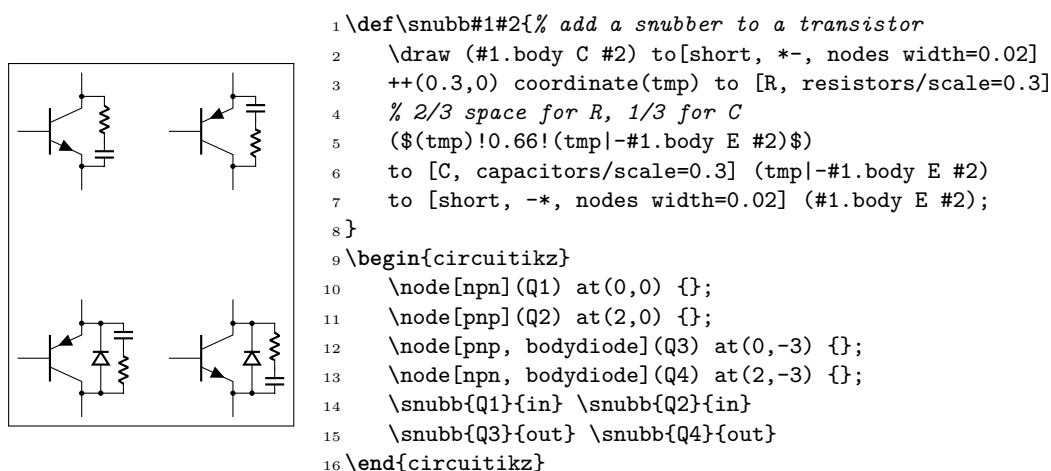 1 \def\snubb#1#2{% add a snubber to a transistor
2 \draw (#1.body C #2) to[short, *-, nodes width=0.02]
3 ++(0.3,0) coordinate(tmp) to [R, resistors/scale=0.3]
4 % 2/3 space for R, 1/3 for C
5 ($(tmp)!0.66!(tmp|-#1.body E #2)$)
6 to [C, capacitors/scale=0.3] (tmp|-#1.body E #2)
7 to [short, -*, nodes width=0.02] (#1.body E #2);
8 }
9 \begin{circuitikz}
10 \node[npn](Q1) at(0,0) {};
11 \node[pnp](Q2) at(2,0) {};
12 \node[pnp, bodydiode](Q3) at(0,-3) {};
13 \node[npn, bodydiode](Q4) at(2,-3) {};
14 \snubb{Q1}{in} \snubb{Q2}{in}
15 \snubb{Q3}{out} \snubb{Q4}{out}
16 \end{circuitikz}